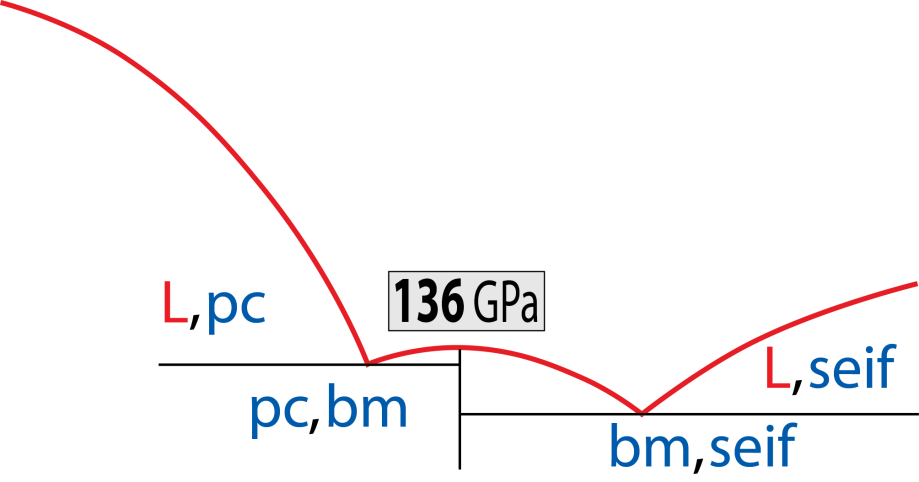 L,pc
136 GPa
L,seif
pc,bm
bm,seif